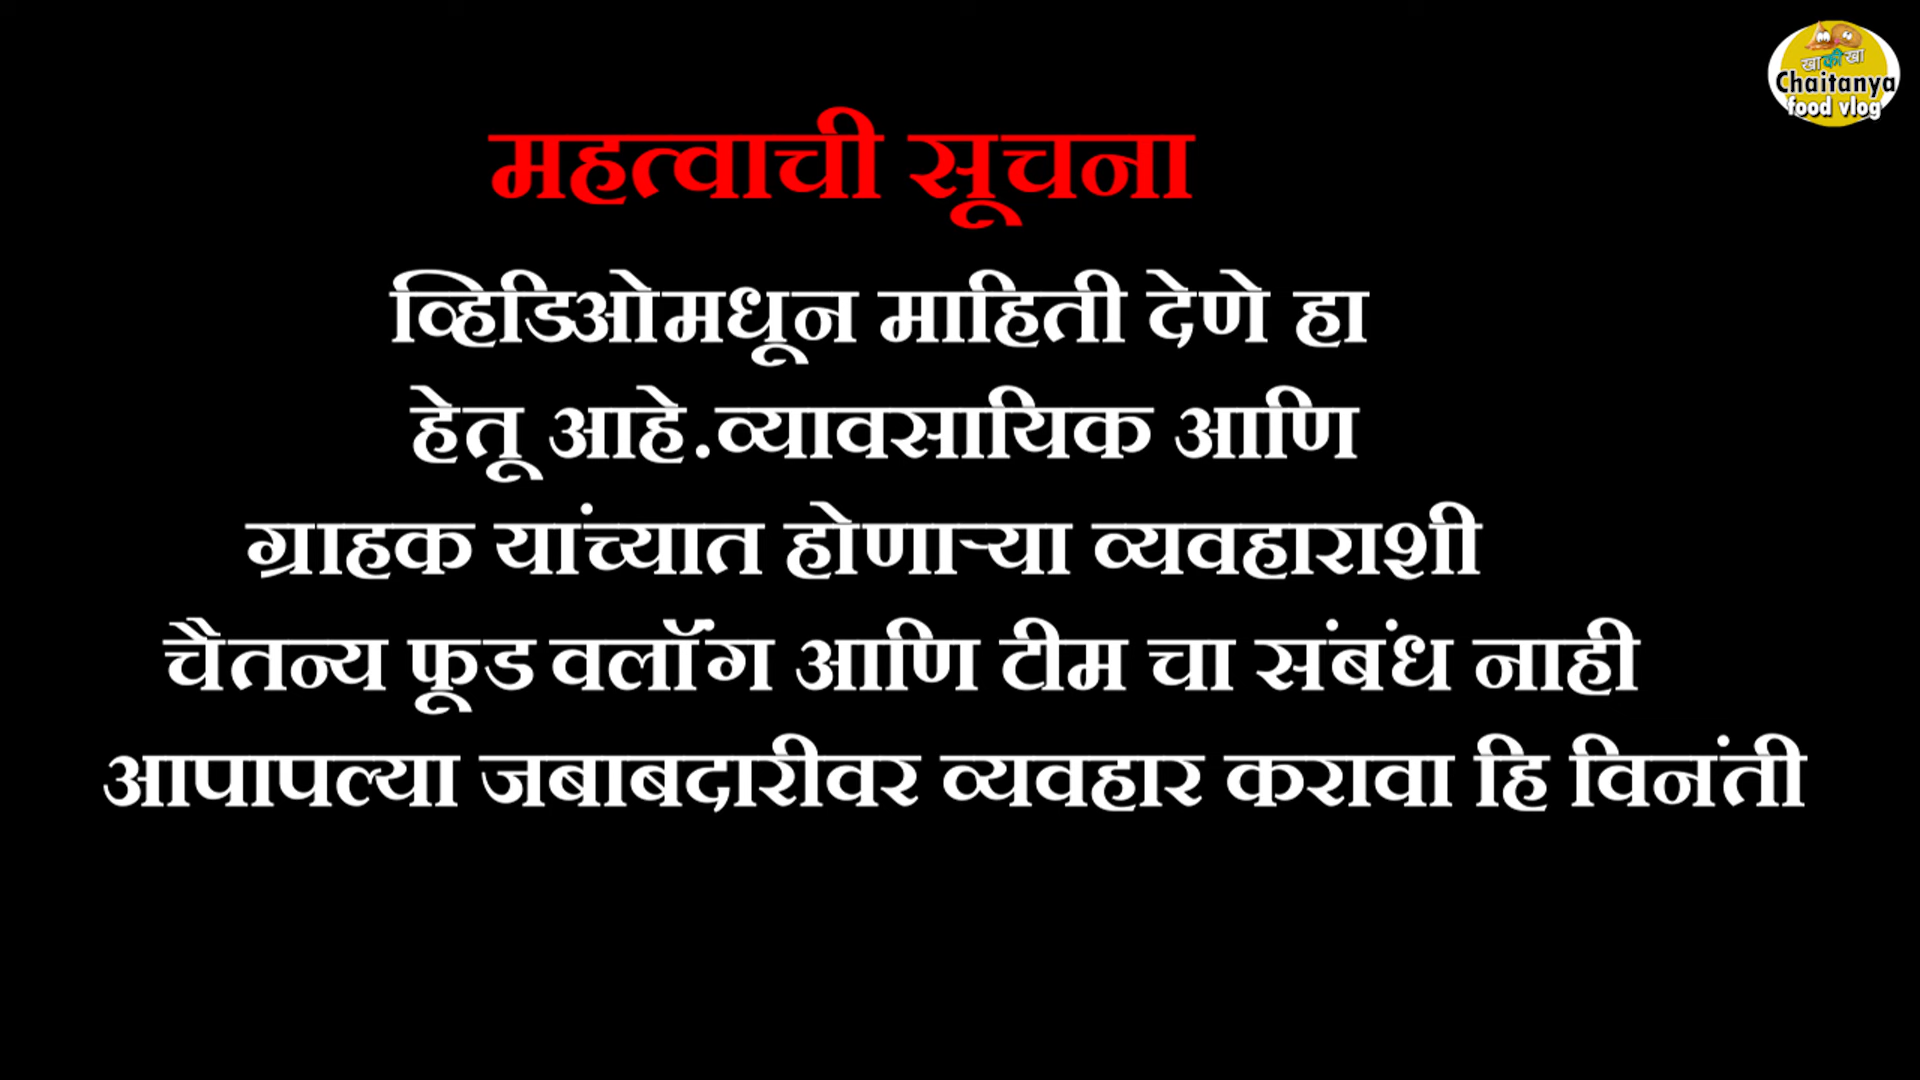 खा की खा
Chaitanya
food vlog
महत्वाची सूचना
व्हिडिओमधून माहिती देणे हा
हेतू आहे.व्यावसायिक आणि
ग्राहक यांच्यात होणाऱ्या व्यवहाराशी
चैतन्य फूड वलॉग आणि टीम चा संबंध नाही
आपापल्या जबाबदारीवर व्यवहार करावा हि विनंती